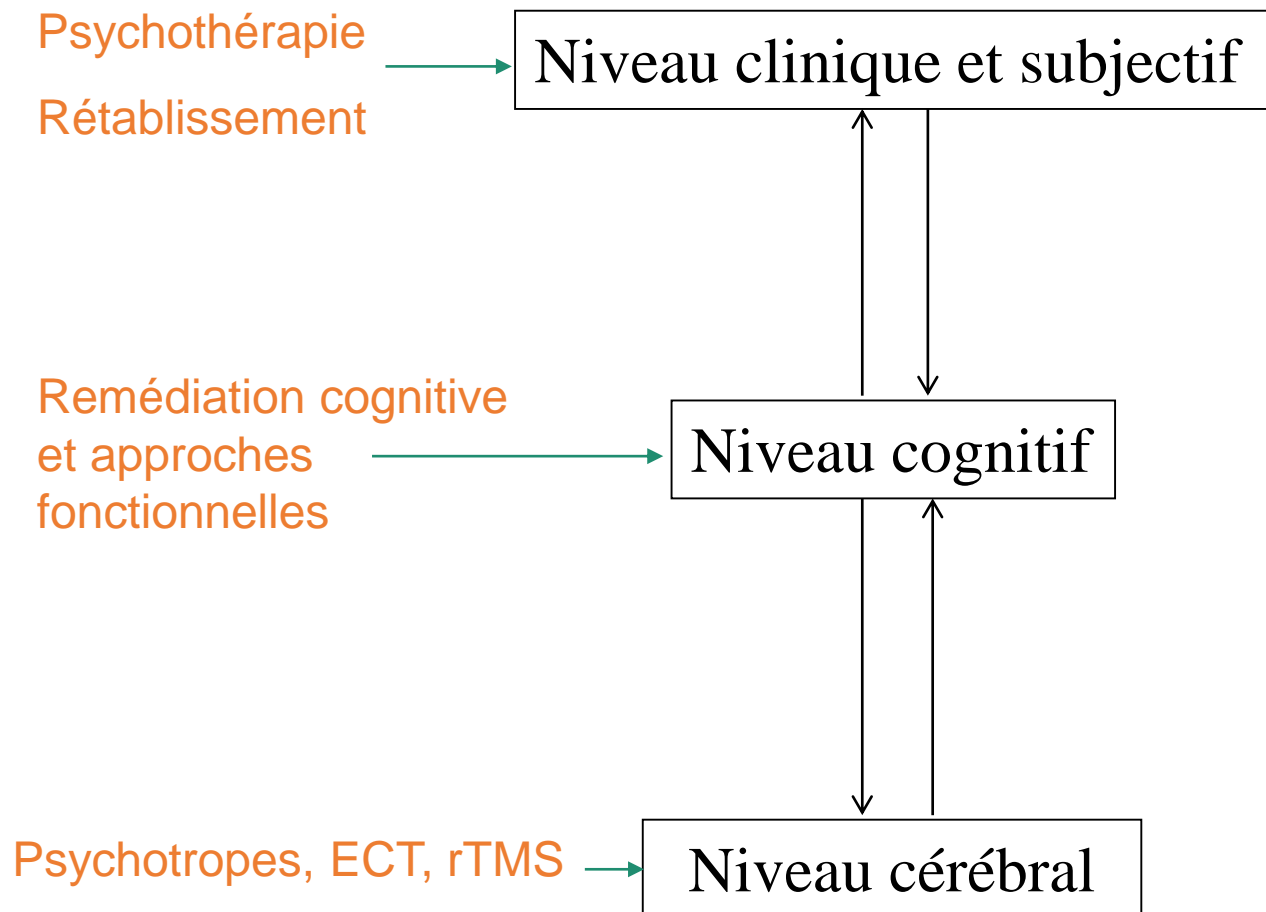 Psychothérapie
Niveau clinique et subjectif
Rétablissement
Remédiation cognitive
et approches
fonctionnelles
Niveau cognitif
Psychotropes, ECT, rTMS
Niveau cérébral